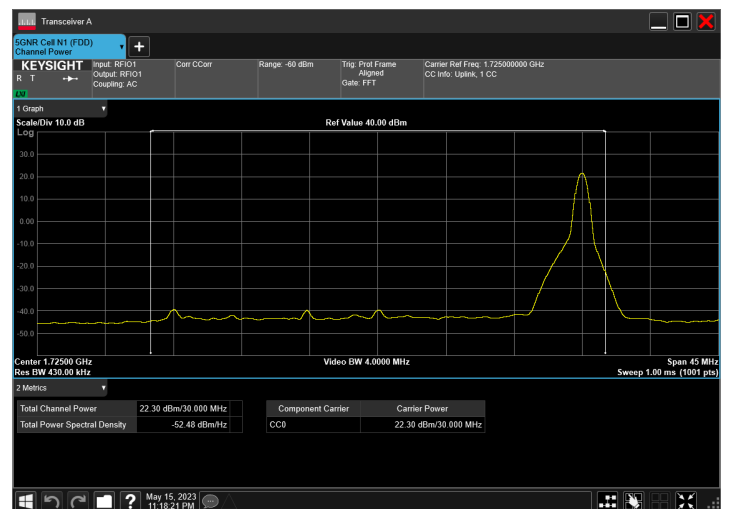 Transceiver A
5GNR Cell N1 (FDD)
Channel Power
KEYSIGHT
R T
LXI
Input: RFIO1
Output: RFIO1
Coupling: AC
Corr CCorr
Range: -60 dBm
Trig: Prot Frame
Aligned
Gate: FFT
Carrier Ref Freq: 1.725000000 GHz
CC Info: Uplink, 1 CC
1 Graph
Scale/Div 10.0 dB
Ref Value 40.00 dBm
Log
30.0
20.0
10.0
0.00
-10.0
-20.0
-30.0
-40.0
-50.0
Center 1.72500 GHz
Video BW 4.0000 MHz
Span 45 MHz
Res BW 430.00 kHz
Sweep 1.00 ms (1001 pts)
2 Metrics
Total Channel Power 22.30 dBm/30.000 MHz
Total Power Spectral Density -52.48 dBm/Hz
Component Carrier Carrier Power
CC0 22.30 dBm/30.000 MHz
May 15, 2023
11:18:21 PM